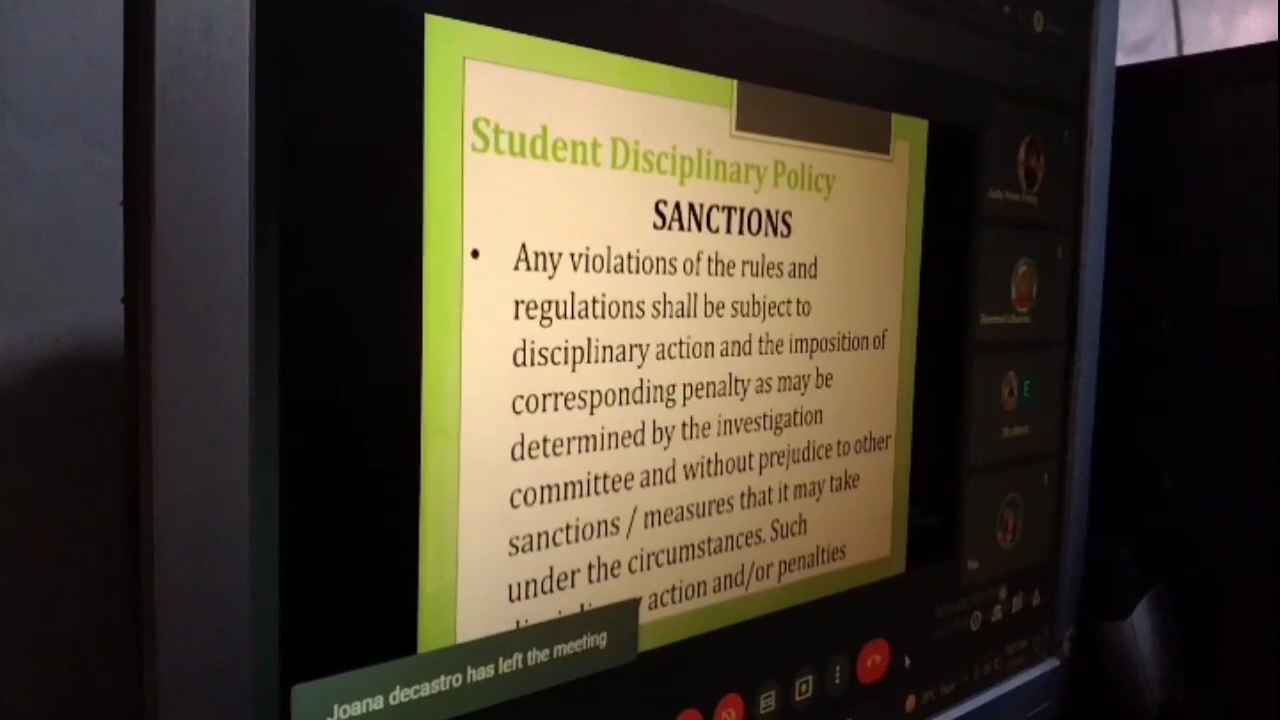 Student Disciplinary Policy
SANCTIONS
• Any violations of the rules and
regulations shall be subject to
disciplinary action and the imposition of
corresponding penalty as may be
determined by the investigation
committee and without prejudice to other
sanctions / measures that it may take
under the circumstances. Such
action and/or penalties
Joana decastro has left the meeting
E